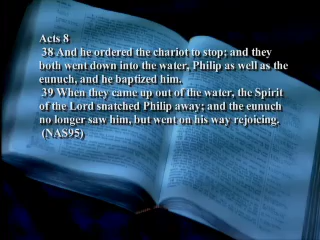 Acts 8
38 And he ordered the chariot to stop; and they
both went down into the water, Philip as well as the
eunuch, and he baptized him.
39 When they came up out of the water, the Spirit
of the Lord snatched Philip away; and the eunuch
no longer saw him, but went on his way rejoicing.
(NAS95)